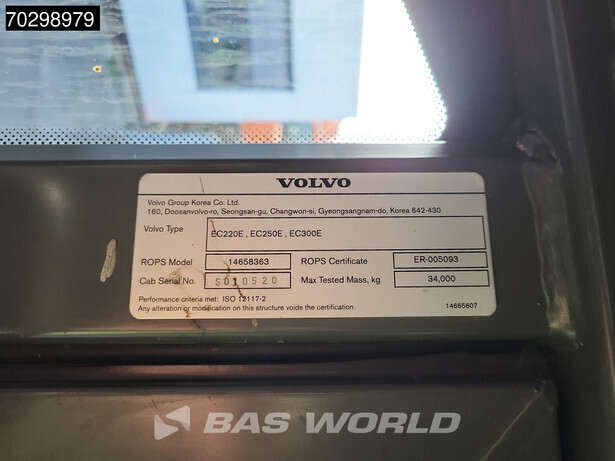 70298979
VOLVO
Volvo Group Korea Co. Ltd.
160, Doosanvolvo-ro, Seongsan-gu, Changwon-si, Gyeongsangnam-do, Korea 642-430
Volvo Type EC220E , EC250E , EC300E
ROPS Model 14658363 ROPS Certificate ER-005093
Cab Serial No. S010520 Max Tested Mass, kg 34,000
Performance criteria met: ISO 12117-2
Any alteration or modification on this structure voids the certification 14665607
BAS WORLD